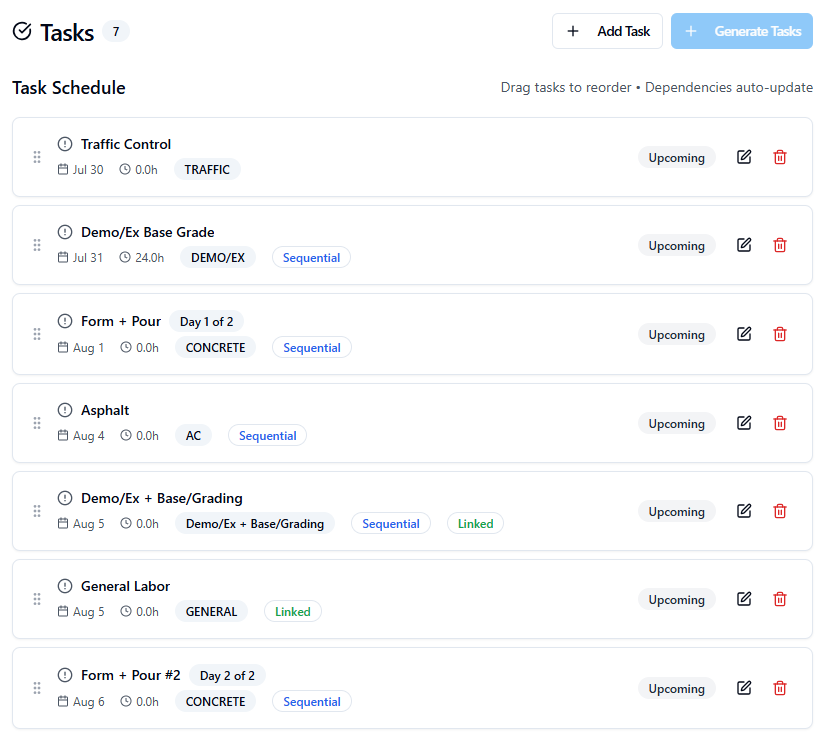 Tasks 7
+ Add Task
+ Generate Tasks
Task Schedule
Drag tasks to reorder • Dependencies auto-update
Traffic Control
Jul 30 0.0h TRAFFIC
Upcoming
Demo/Ex Base Grade
Jul 31 24.0h DEMO/EX Sequential
Upcoming
Form + Pour Day 1 of 2
Aug 1 0.0h CONCRETE Sequential
Upcoming
Asphalt
Aug 4 0.0h AC Sequential
Upcoming
Demo/Ex + Base/Grading
Aug 5 0.0h Demo/Ex + Base/Grading Sequential Linked
Upcoming
General Labor
Aug 5 0.0h GENERAL Linked
Upcoming
Form + Pour #2 Day 2 of 2
Aug 6 0.0h CONCRETE Sequential
Upcoming